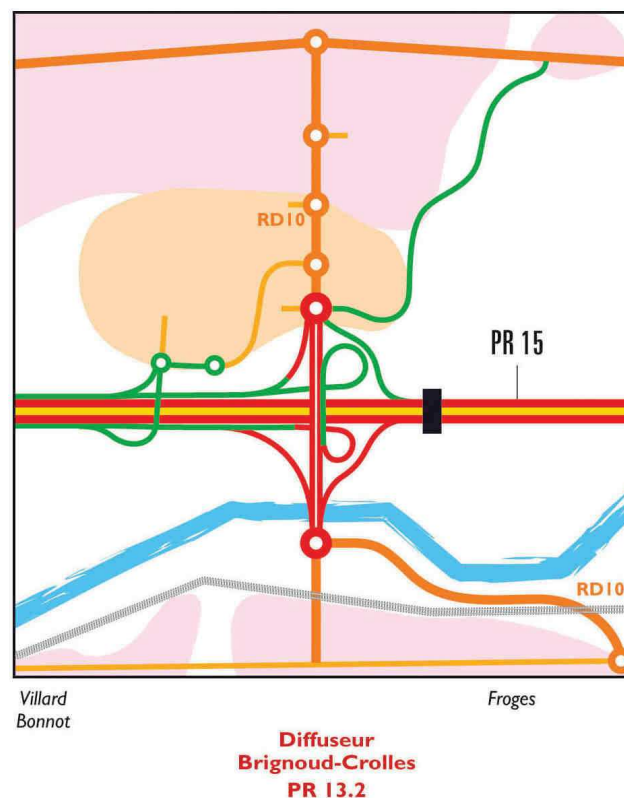 RD10
PR 15
RD10
Villard
Bonnot
Froges
Diffuseur
Brignoud-Crolles
PR 13.2